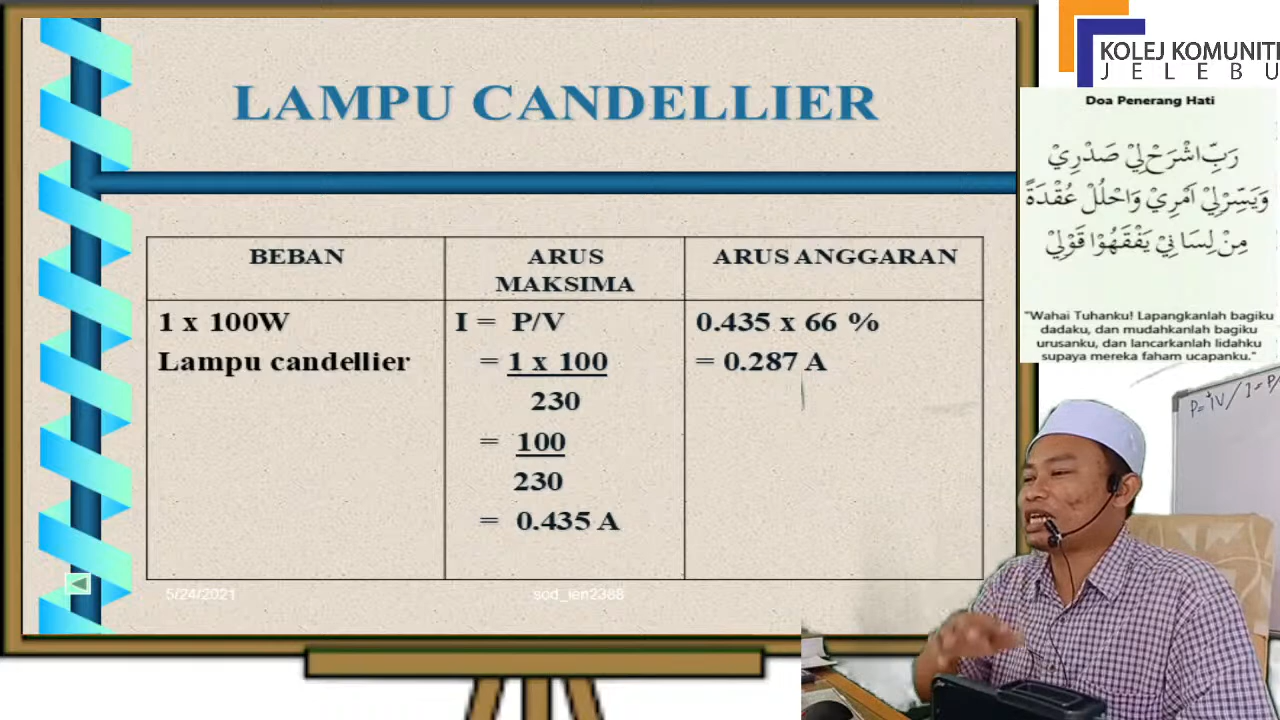 LAMPU CANDELLIER
BEBAN
ARUS
MAKSIMA
ARUS ANGGARAN
1 x 100W
Lampu candellier
I = P/V
= 1 x 100
230
= 100
230
= 0.435 A
0.435 x 66 %
= 0.287 A
5/24/2021
sod_ien2388
KOLEJ KOMUNITI
JELEBU
Doa Penerang Hati
رَبِّ اشْرَحْ لِيْ صَدْرِيْ
وَيَسِّرْ لِيْ اَمْرِيْ وَاحْلُلْ عُقْدَةً
مِنْ لِسَانِيْ يَفْقَهُوْا قَوْلِيْ
"Wahai Tuhanku! Lapangkanlah bagiku
dadaku, dan mudahkanlah bagiku
urusanku, dan lancarkanlah lidahku
supaya mereka faham ucapanku."